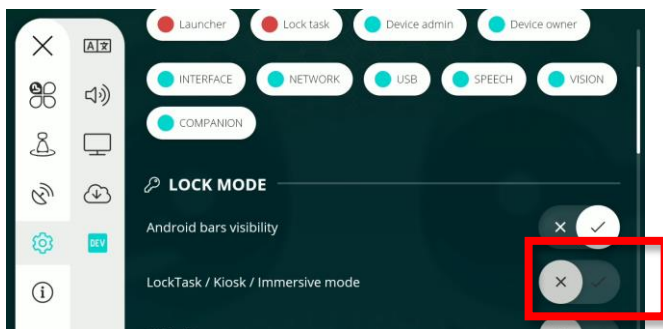 Launcher
Lock task
Device admin
Device owner
A 文
INTERFACE
NETWORK
USB
SPEECH
VISION
COMPANION
LOCK MODE
Android bars visibility
DEV
LockTask / Kiosk / Immersive mode